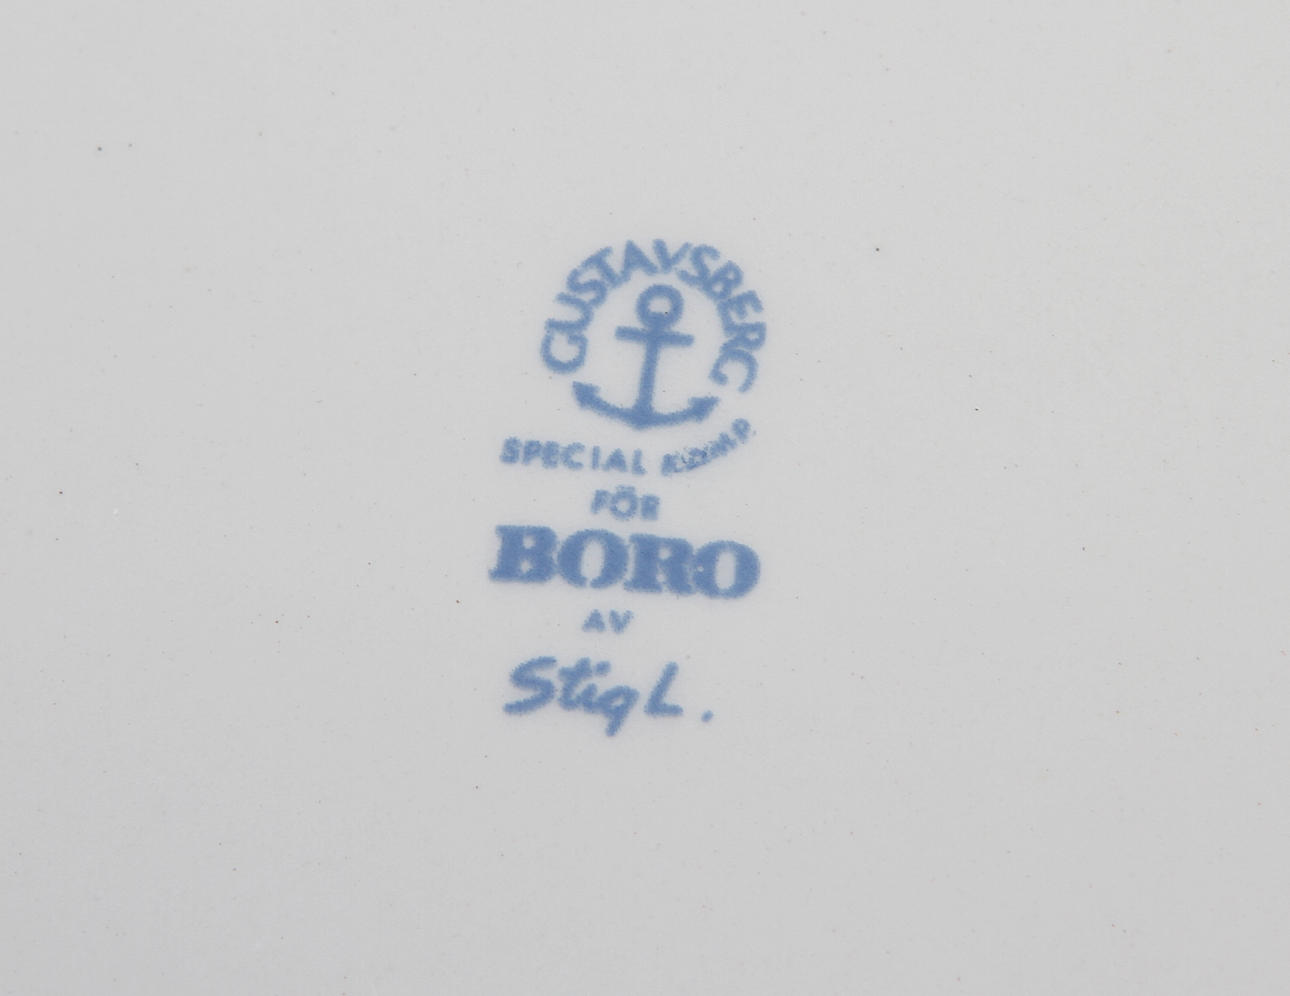 GUSTAVSBERG
SPECIAL KOMP.
FÖR
BORO
AV
Stig L.